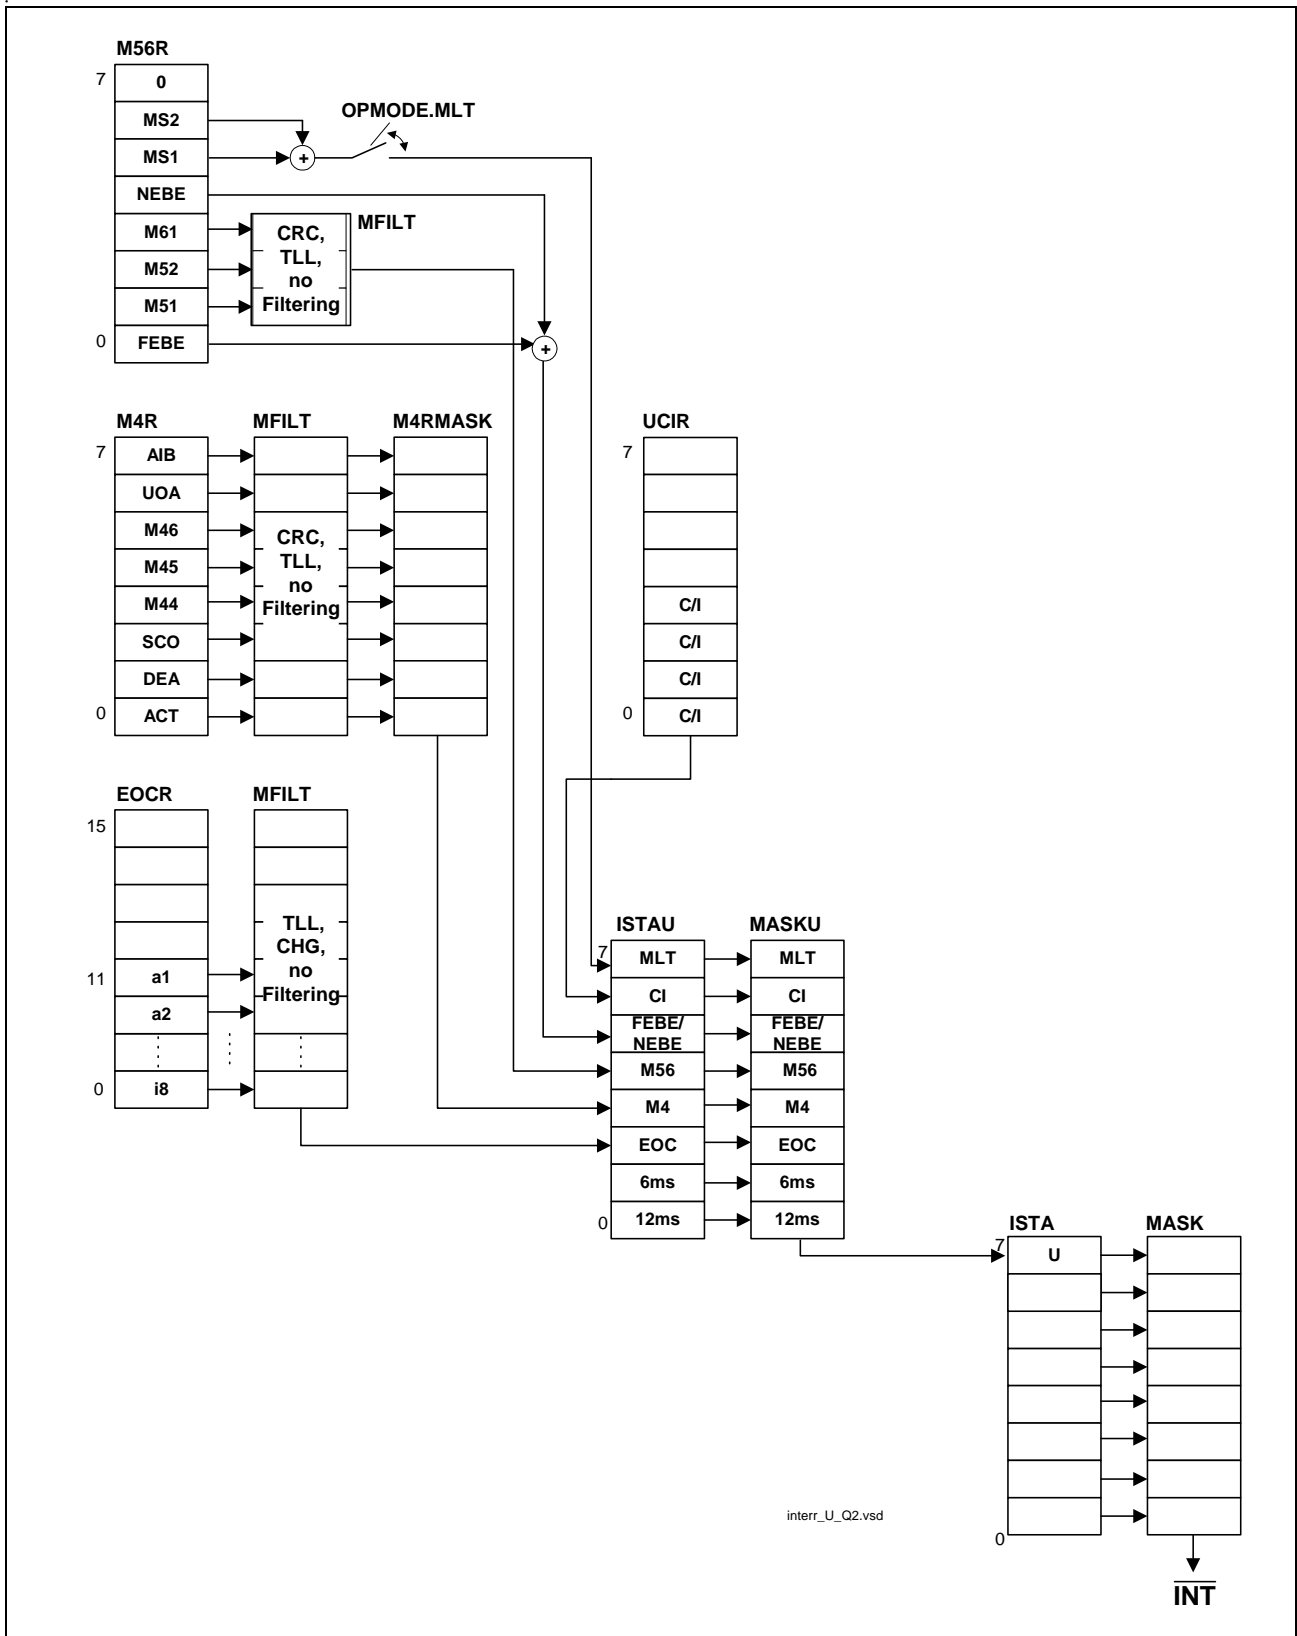 M56R
7
0
MS2
OPMODE.MLT
MS1
+
NEBE
M61
MFILT
CRC,
TLL,
no
Filtering
M52
M51
0
FEBE
+
M4R
MFILT
M4RMASK
UCIR
7
AIB
7
UOA
M46
CRC,
TLL,
no
Filtering
M45
M44
C/I
SCO
C/I
DEA
C/I
0
ACT
0
C/I
EOCR
MFILT
15
TLL,
CHG,
no
Filtering
11
a1
a2
0
i8
ISTAU
MASKU
7
MLT
MLT
CI
CI
FEBE/
NEBE
FEBE/
NEBE
M56
M56
M4
M4
EOC
EOC
6ms
6ms
0
12ms
12ms
ISTA
MASK
7
U
0
interr_U_Q2.vsd
INT